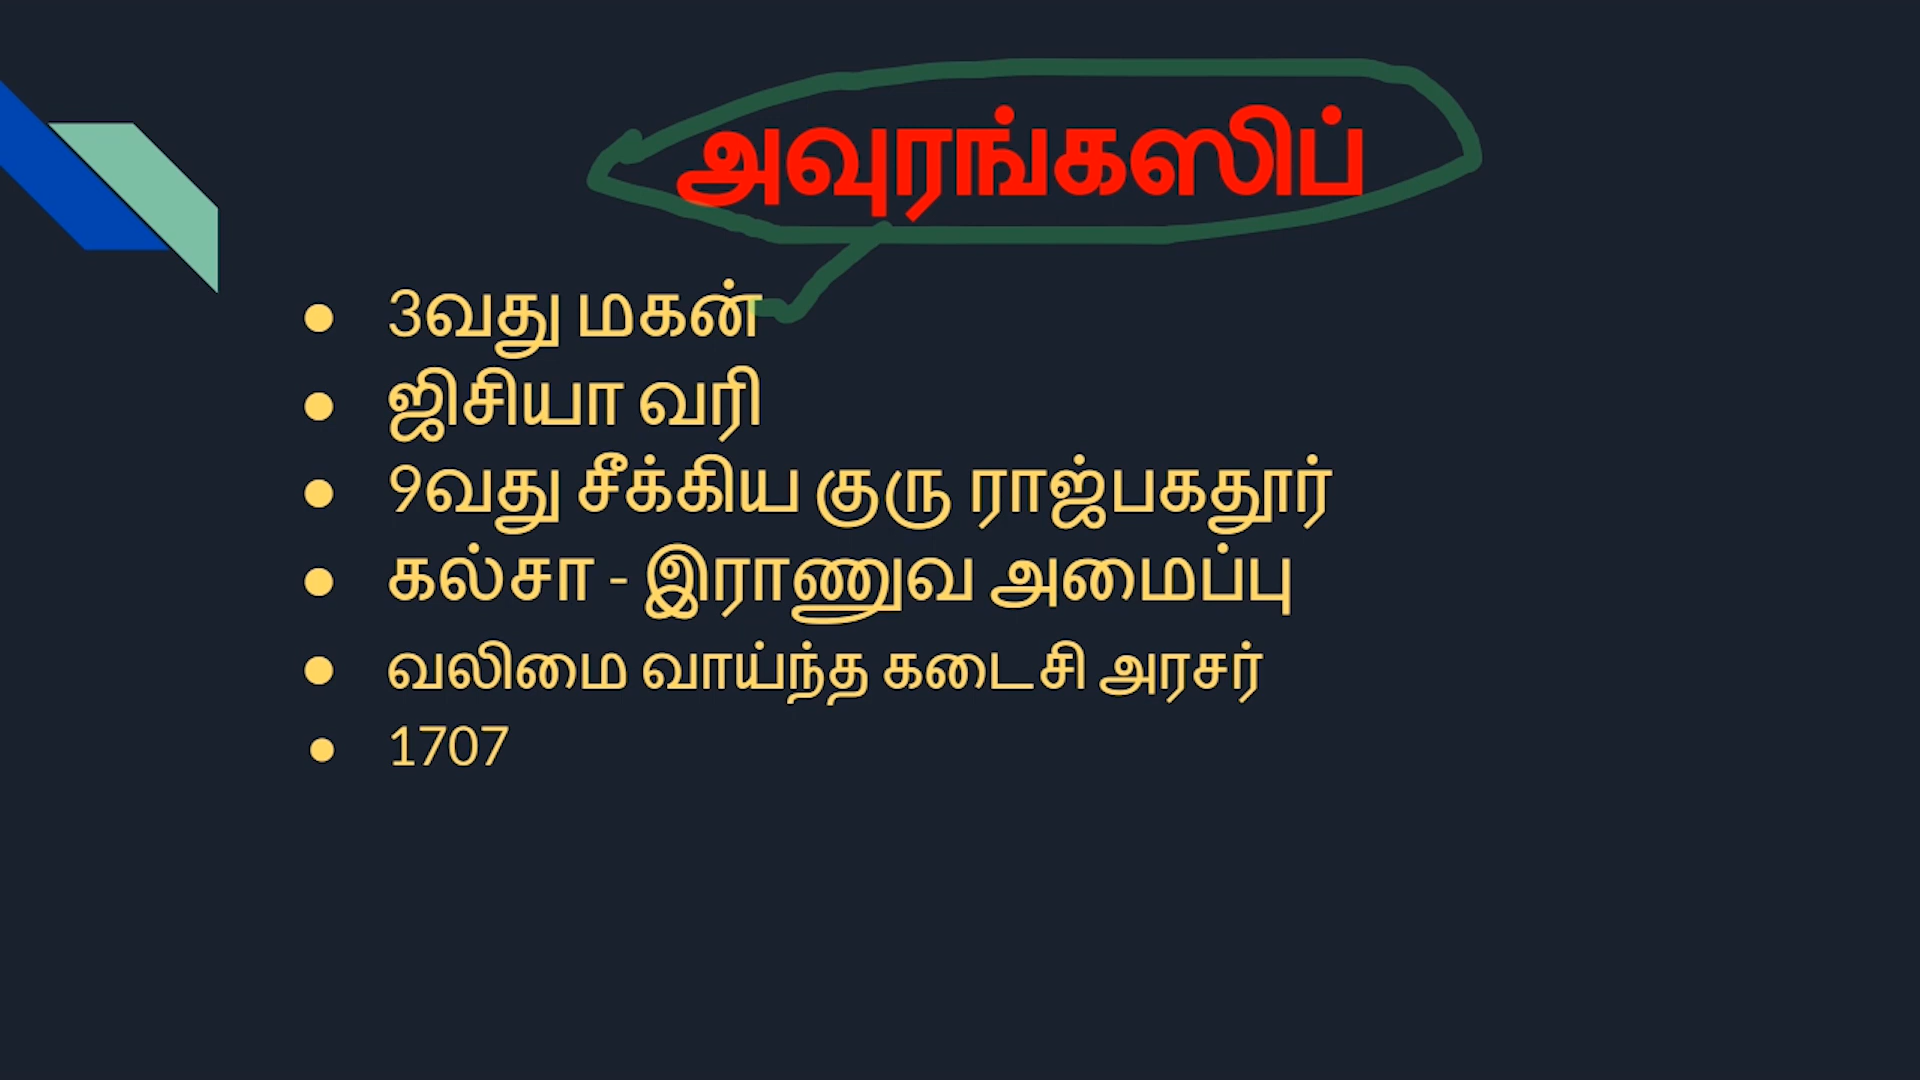 அவுரங்கஸிப்
● 3வது மகன்
● ஜிசியா வரி
● 9வது சீக்கிய குரு ராஜ்பகதூர்
● கல்சா - இராணுவ அமைப்பு
● வலிமை வாய்ந்த கடைசி அரசர்
● 1707